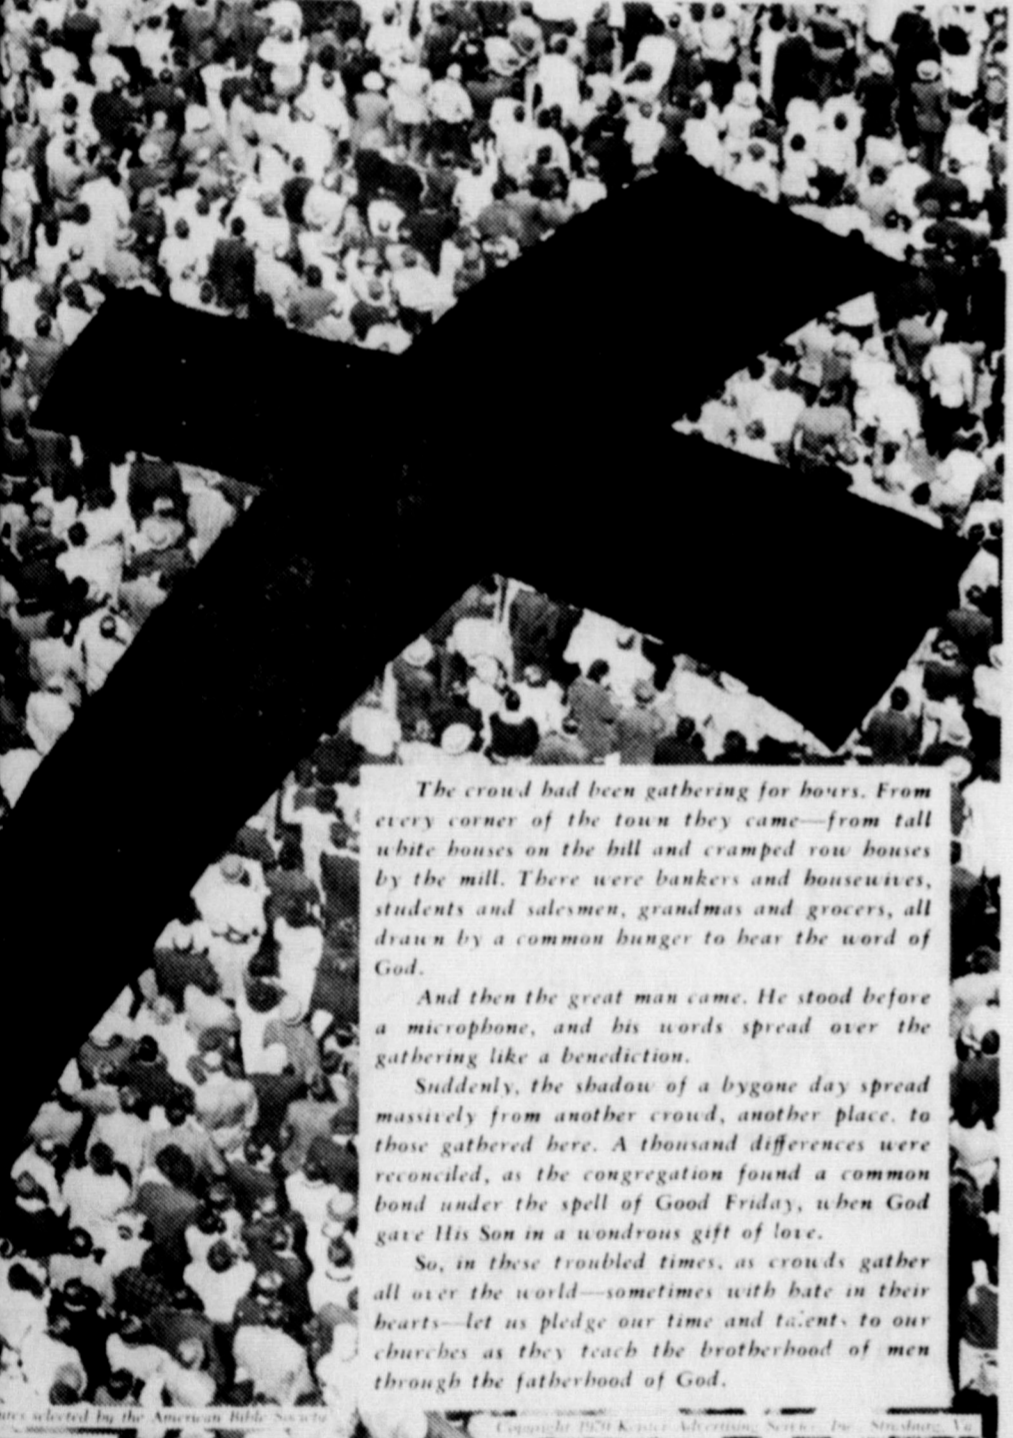 The crowd had been gathering for hours. From
every corner of the town they came—from tall
white houses on the hill and cramped row houses
by the mill. There were bankers and housewives,
students and salesmen, grandmas and grocers, all
drawn by a common hunger to hear the word of
God.
And then the great man came. He stood before
a microphone, and his words spread over the
gathering like a benediction.
Suddenly, the shadow of a bygone day spread
massively from another crowd, another place, to
those gathered here. A thousand differences were
reconciled, as the congregation found a common
bond under the spell of Good Friday, when God
gave His Son in a wondrous gift of love.
So, in these troubled times, as crowds gather
all over the world—sometimes with hate in their
hearts—let us pledge our time and talents to our
churches as they teach the brotherhood of men
through the fatherhood of God.
selected by the American Bible Society
Copyright 1970 Keister Advertising Service, Inc., Strasburg, Va.